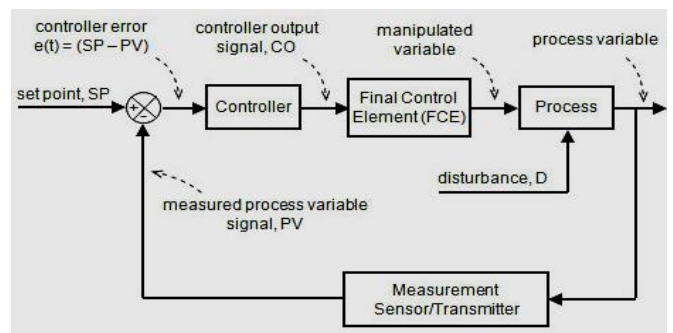 controller error
e(t) = (SP – PV)
controller output
signal, CO
manipulated
variable
process variable
set point, SP
+
–
Controller
Final Control
Element (FCE)
Process
disturbance, D
measured process variable
signal, PV
Measurement
Sensor/Transmitter